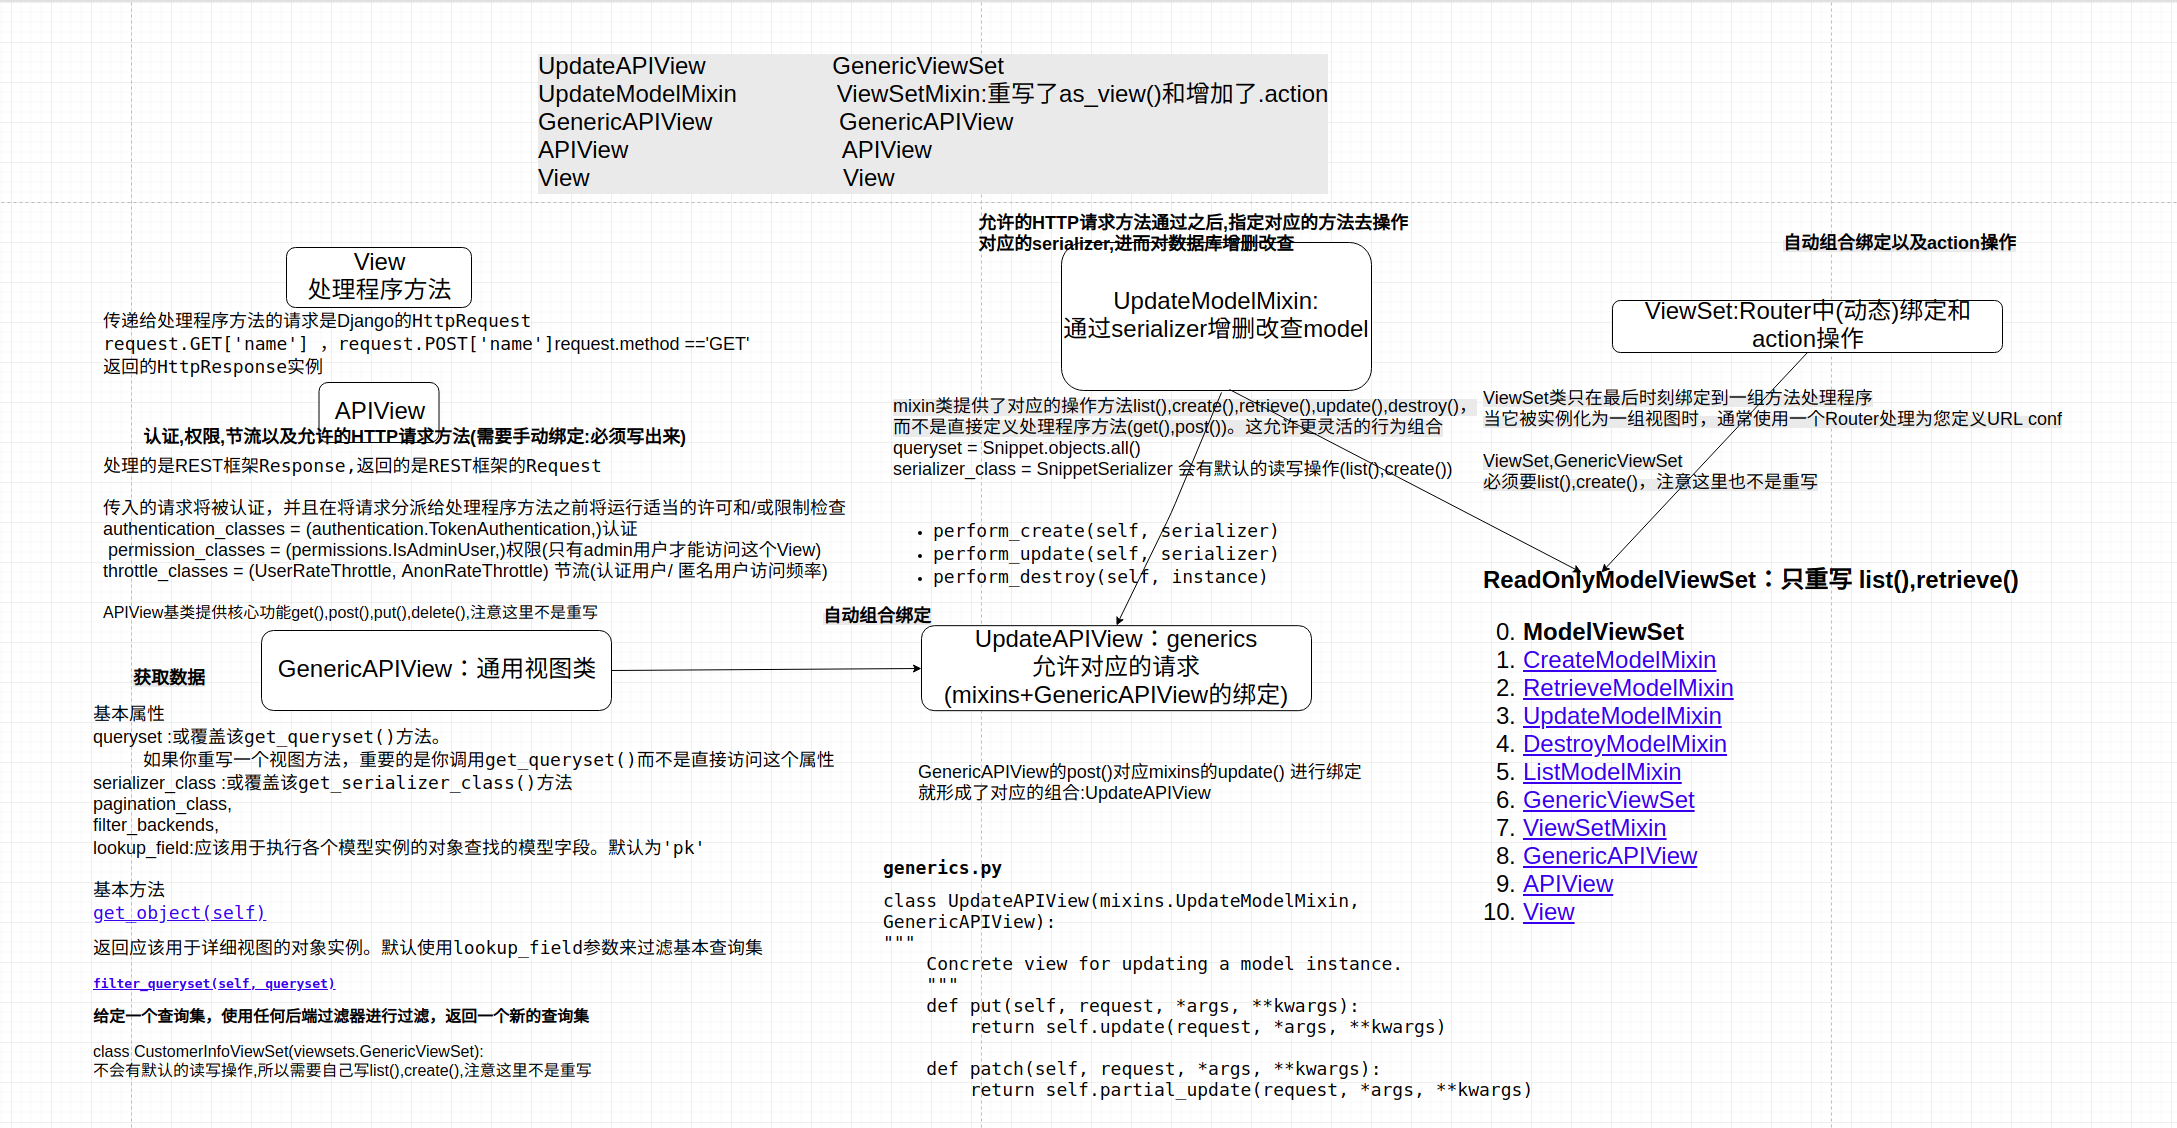 UpdateAPIView GenericViewSet
UpdateModelMixin ViewSetMixin:重写了as_view()和增加了.action
GenericAPIView GenericAPIView
APIView APIView
View View
View
处理程序方法
传递给处理程序方法的请求是Django的HttpRequest
request.GET['name'] ，request.POST['name']request.method =='GET'
返回的HttpResponse实例
APIView
认证,权限,节流以及允许的HTTP请求方法(需要手动绑定:必须写出来)
处理的是REST框架Response,返回的是REST框架的Request
传入的请求将被认证，并且在将请求分派给处理程序方法之前将运行适当的许可和/或限制检查
authentication_classes = (authentication.TokenAuthentication,)认证
permission_classes = (permissions.IsAdminUser,)权限(只有admin用户才能访问这个View)
throttle_classes = (UserRateThrottle, AnonRateThrottle) 节流(认证用户/ 匿名用户访问频率)
APIView基类提供核心功能get(),post(),put(),delete(),注意这里不是重写
GenericAPIView：通用视图类
获取数据
基本属性
queryset :或覆盖该get_queryset()方法。
如果你重写一个视图方法，重要的是你调用get_queryset()而不是直接访问这个属性
serializer_class :或覆盖该get_serializer_class()方法
pagination_class,
filter_backends,
lookup_field:应该用于执行各个模型实例的对象查找的模型字段。默认为'pk'
基本方法
get_object(self)
返回应该用于详细视图的对象实例。默认使用lookup_field参数来过滤基本查询集
filter_queryset(self, queryset)
给定一个查询集，使用任何后端过滤器进行过滤，返回一个新的查询集
class CustomerInfoViewSet(viewsets.GenericViewSet):
不会有默认的读写操作,所以需要自己写list(),create(),注意这里不是重写
允许的HTTP请求方法通过之后,指定对应的方法去操作
对应的serializer,进而对数据库增删改查
UpdateModelMixin:
通过serializer增删改查model
mixin类提供了对应的操作方法list(),create(),retrieve(),update(),destroy()，
而不是直接定义处理程序方法(get(),post())。这允许更灵活的行为组合
queryset = Snippet.objects.all()
serializer_class = SnippetSerializer 会有默认的读写操作(list(),create())
• perform_create(self, serializer)
• perform_update(self, serializer)
• perform_destroy(self, instance)
自动组合绑定
UpdateAPIView：generics
允许对应的请求
(mixins+GenericAPIView的绑定)
GenericAPIView的post()对应mixins的update() 进行绑定
就形成了对应的组合:UpdateAPIView
generics.py
class UpdateAPIView(mixins.UpdateModelMixin,
GenericAPIView):
"""
Concrete view for updating a model instance.
"""
def put(self, request, *args, **kwargs):
return self.update(request, *args, **kwargs)
def patch(self, request, *args, **kwargs):
return self.partial_update(request, *args, **kwargs)
自动组合绑定以及action操作
ViewSet:Router中(动态)绑定和
action操作
ViewSet类只在最后时刻绑定到一组方法处理程序
当它被实例化为一组视图时，通常使用一个Router处理为您定义URL conf
ViewSet,GenericViewSet
必须要list(),create()，注意这里也不是重写
ReadOnlyModelViewSet：只重写 list(),retrieve()
0. ModelViewSet
1. CreateModelMixin
2. RetrieveModelMixin
3. UpdateModelMixin
4. DestroyModelMixin
5. ListModelMixin
6. GenericViewSet
7. ViewSetMixin
8. GenericAPIView
9. APIView
10. View